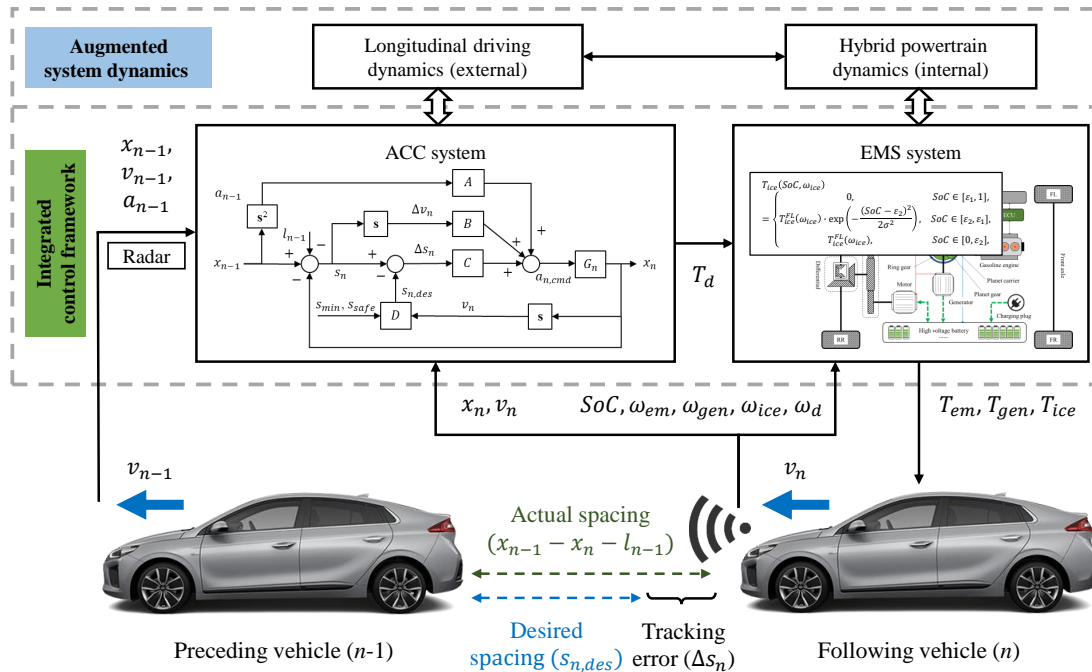 Augmented
system dynamics
Longitudinal driving
dynamics (external)
Hybrid powertrain
dynamics (internal)
Integrated
control framework
x_{n-1},
v_{n-1},
a_{n-1}
Radar
ACC system
a_{n-1}
A
s²
l_{n-1}
s
Δv_n
B
x_{n-1}
s_n
Δs_n
C
a_{n,cmd}
G_n
x_n
s_{n,des}
s_{min}, s_{safe}
D
v_n
s
T_d
EMS system
T_{ice}(SoC, ω_{ice})
0, SoC ∈ [ε_1, 1],
= { T_{ice}^{FL}(ω_{ice}) · exp(−(SoC − ε_2)²/2σ²), SoC ∈ [ε_2, ε_1],
T_{ice}^{FL}(ω_{ice}), SoC ∈ [0, ε_2],
FL
ECU
Gasoline engine
Front axle
Differential
Ring gear
Motor
Planet carrier
Planet gear
Generator
Charging plug
High voltage battery
RR
FR
x_n, v_n
SoC, ω_{em}, ω_{gen}, ω_{ice}, ω_d
T_{em}, T_{gen}, T_{ice}
v_{n-1}
v_n
Actual spacing
(x_{n-1} − x_n − l_{n-1})
Desired
spacing (s_{n,des})
Tracking
error (Δs_n)
Preceding vehicle (n-1)
Following vehicle (n)